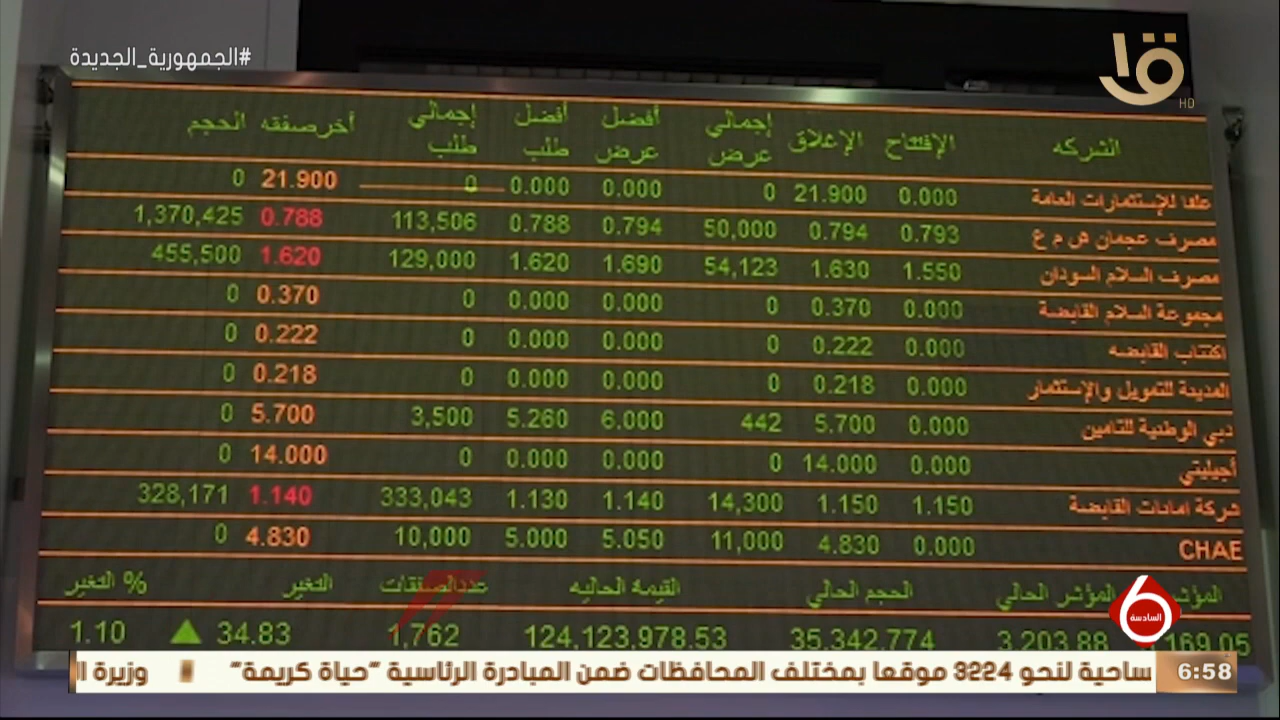 #الجمهورية_الجديدة
HD
الشركه الإفتتاح الإغلاق إجمالي عرض أفضل عرض أفضل طلب إجمالي طلب أخر صفقه الحجم
علفا للإستثمارات العامة 0.000 21.900 0 0.000 0.000 0 21.900 0
مصرف عجمان ش م ع 0.793 0.794 50,000 0.794 0.788 113,506 0.788 1,370,425
مصرف السلام السودان 1.550 1.630 54,123 1.690 1.620 129,000 1.620 455,500
مجموعة السلام القابضة 0.000 0.370 0 0.000 0.000 0 0.370 0
اكتتاب القابضه 0.000 0.222 0 0.000 0.000 0 0.222 0
المدينة للتمويل والإستثمار 0.000 0.218 0 0.000 0.000 0 0.218 0
دبي الوطنية للتامين 0.000 5.700 442 6.000 5.260 3,500 5.700 0
أجيليتي 0.000 14.000 0 0.000 0.000 0 14.000 0
شركة امانات القابضة 1.150 1.150 14,300 1.140 1.130 333,043 1.140 328,171
CHAE 0.000 4.830 11,000 5.050 5.000 10,000 4.830 0
المؤشر الحالي الحجم الحالي القيمة الحاليه عددالصفقات التغير التغير %
3,203.88 35,342,774 124,123,978.53 1,762 34.83 ▲ 1.10
6 السادسة
6:58 ساحية لنحو 3224 موقعا بمختلف المحافظات ضمن المبادرة الرئاسية "حياة كريمة" وزيرة